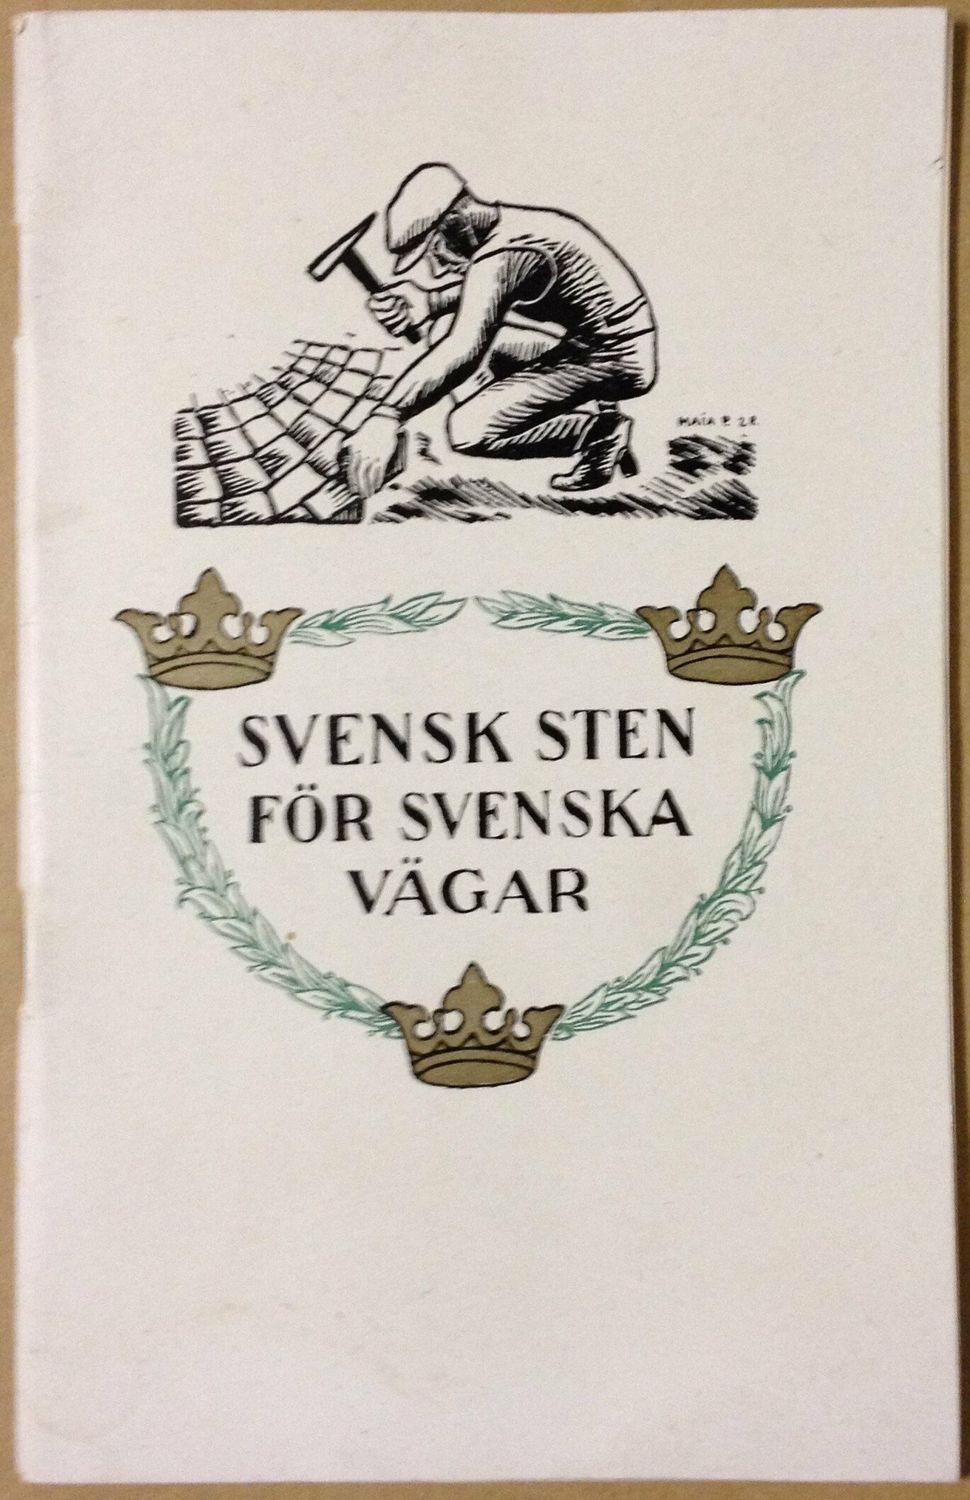 MAÏA P. 28.
SVENSK STEN
FÖR SVENSKA
VÄGAR